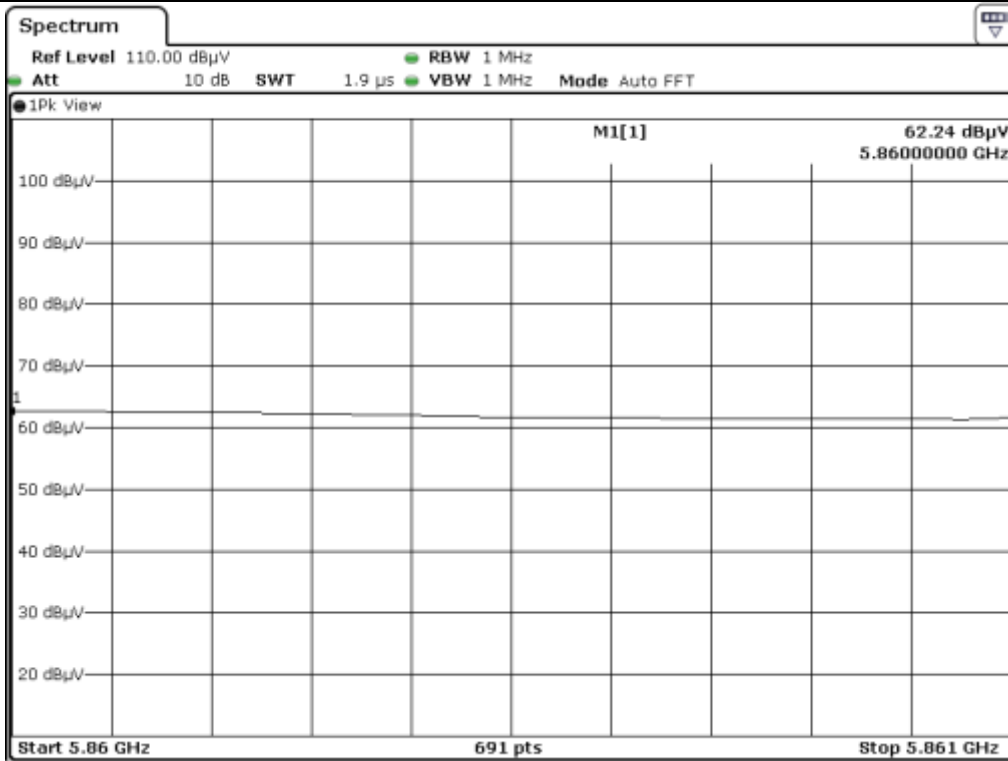 Spectrum
Ref Level 110.00 dBµV RBW 1 MHz
Att 10 dB SWT 1.9 µs VBW 1 MHz Mode Auto FFT
1Pk View
M1[1] 62.24 dBµV
5.86000000 GHz
100 dBµV
90 dBµV
80 dBµV
70 dBµV
1
60 dBµV
50 dBµV
40 dBµV
30 dBµV
20 dBµV
Start 5.86 GHz 691 pts Stop 5.861 GHz